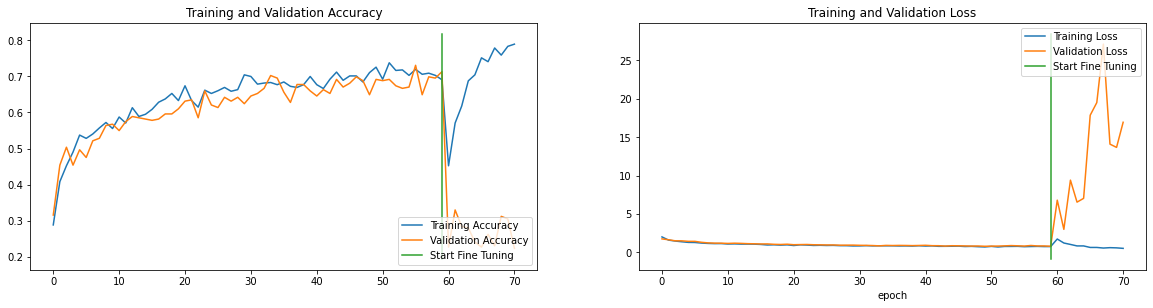 Training and Validation Accuracy
0.8
0.7
0.6
0.5
0.4
0.3
0.2
0 10 20 30 40 50 60 70
Training Accuracy
Validation Accuracy
Start Fine Tuning
Training and Validation Loss
25
20
15
10
5
0
0 10 20 30 40 50 60 70
epoch
Training Loss
Validation Loss
Start Fine Tuning